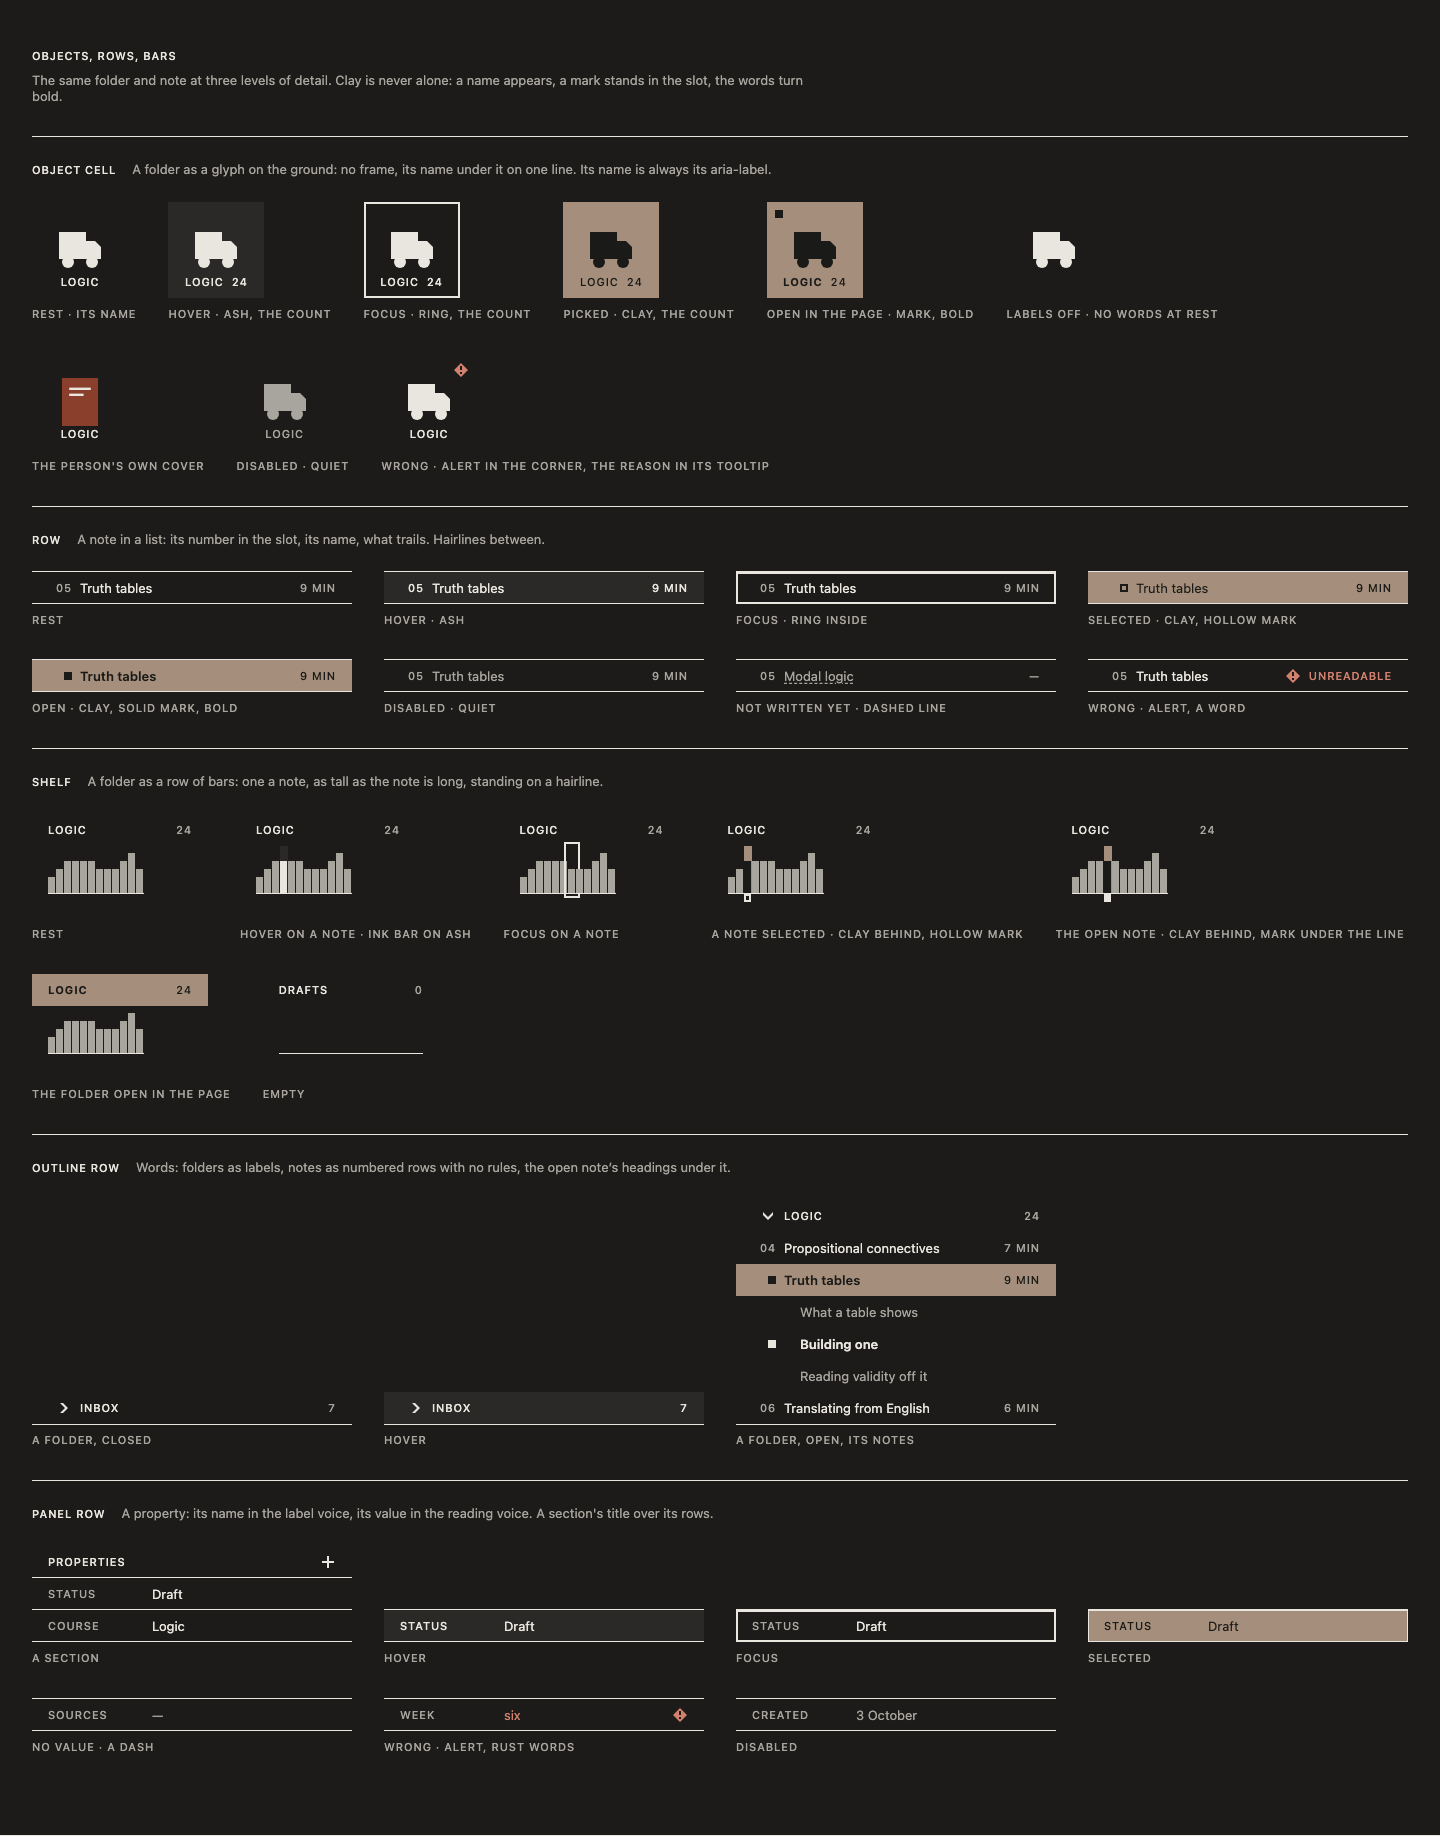 OBJECTS, ROWS, BARS
The same folder and note at three levels of detail. Clay is never alone: a name appears, a mark stands in the slot, the words turn
bold.
OBJECT CELL A folder as a glyph on the ground: no frame, its name under it on one line. Its name is always its aria-label.
LOGIC LOGIC 24 LOGIC 24 LOGIC 24 LOGIC 24
REST · ITS NAME HOVER · ASH, THE COUNT FOCUS · RING, THE COUNT PICKED · CLAY, THE COUNT OPEN IN THE PAGE · MARK, BOLD LABELS OFF · NO WORDS AT REST
LOGIC LOGIC LOGIC
THE PERSON'S OWN COVER DISABLED · QUIET WRONG · ALERT IN THE CORNER, THE REASON IN ITS TOOLTIP
ROW A note in a list: its number in the slot, its name, what trails. Hairlines between.
05 Truth tables 9 MIN 05 Truth tables 9 MIN 05 Truth tables 9 MIN Truth tables 9 MIN
REST HOVER · ASH FOCUS · RING INSIDE SELECTED · CLAY, HOLLOW MARK
Truth tables 9 MIN 05 Truth tables 9 MIN 05 Modal logic — 05 Truth tables UNREADABLE
OPEN · CLAY, SOLID MARK, BOLD DISABLED · QUIET NOT WRITTEN YET · DASHED LINE WRONG · ALERT, A WORD
SHELF A folder as a row of bars: one a note, as tall as the note is long, standing on a hairline.
LOGIC 24 LOGIC 24 LOGIC 24 LOGIC 24 LOGIC 24
REST HOVER ON A NOTE · INK BAR ON ASH FOCUS ON A NOTE A NOTE SELECTED · CLAY BEHIND, HOLLOW MARK THE OPEN NOTE · CLAY BEHIND, MARK UNDER THE LINE
LOGIC 24 DRAFTS 0
THE FOLDER OPEN IN THE PAGE EMPTY
OUTLINE ROW Words: folders as labels, notes as numbered rows with no rules, the open note's headings under it.
LOGIC 24
04 Propositional connectives 7 MIN
Truth tables 9 MIN
What a table shows
Building one
Reading validity off it
INBOX 7 INBOX 7 06 Translating from English 6 MIN
A FOLDER, CLOSED HOVER A FOLDER, OPEN, ITS NOTES
PANEL ROW A property: its name in the label voice, its value in the reading voice. A section's title over its rows.
PROPERTIES
STATUS Draft
COURSE Logic STATUS Draft STATUS Draft STATUS Draft
A SECTION HOVER FOCUS SELECTED
SOURCES — WEEK six CREATED 3 October
NO VALUE · A DASH WRONG · ALERT, RUST WORDS DISABLED